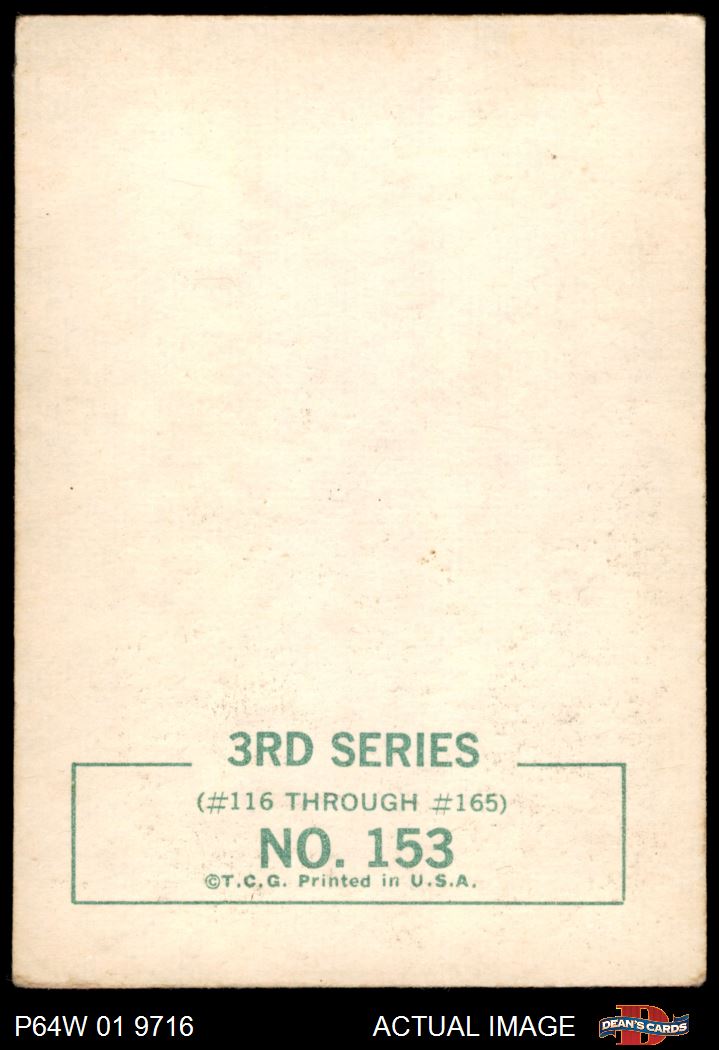 3RD SERIES
(#116 THROUGH #165)
NO. 153
©T.C.G. Printed in U.S.A.
P64W 01 9716
ACTUAL IMAGE
D
DEAN'S CARDS